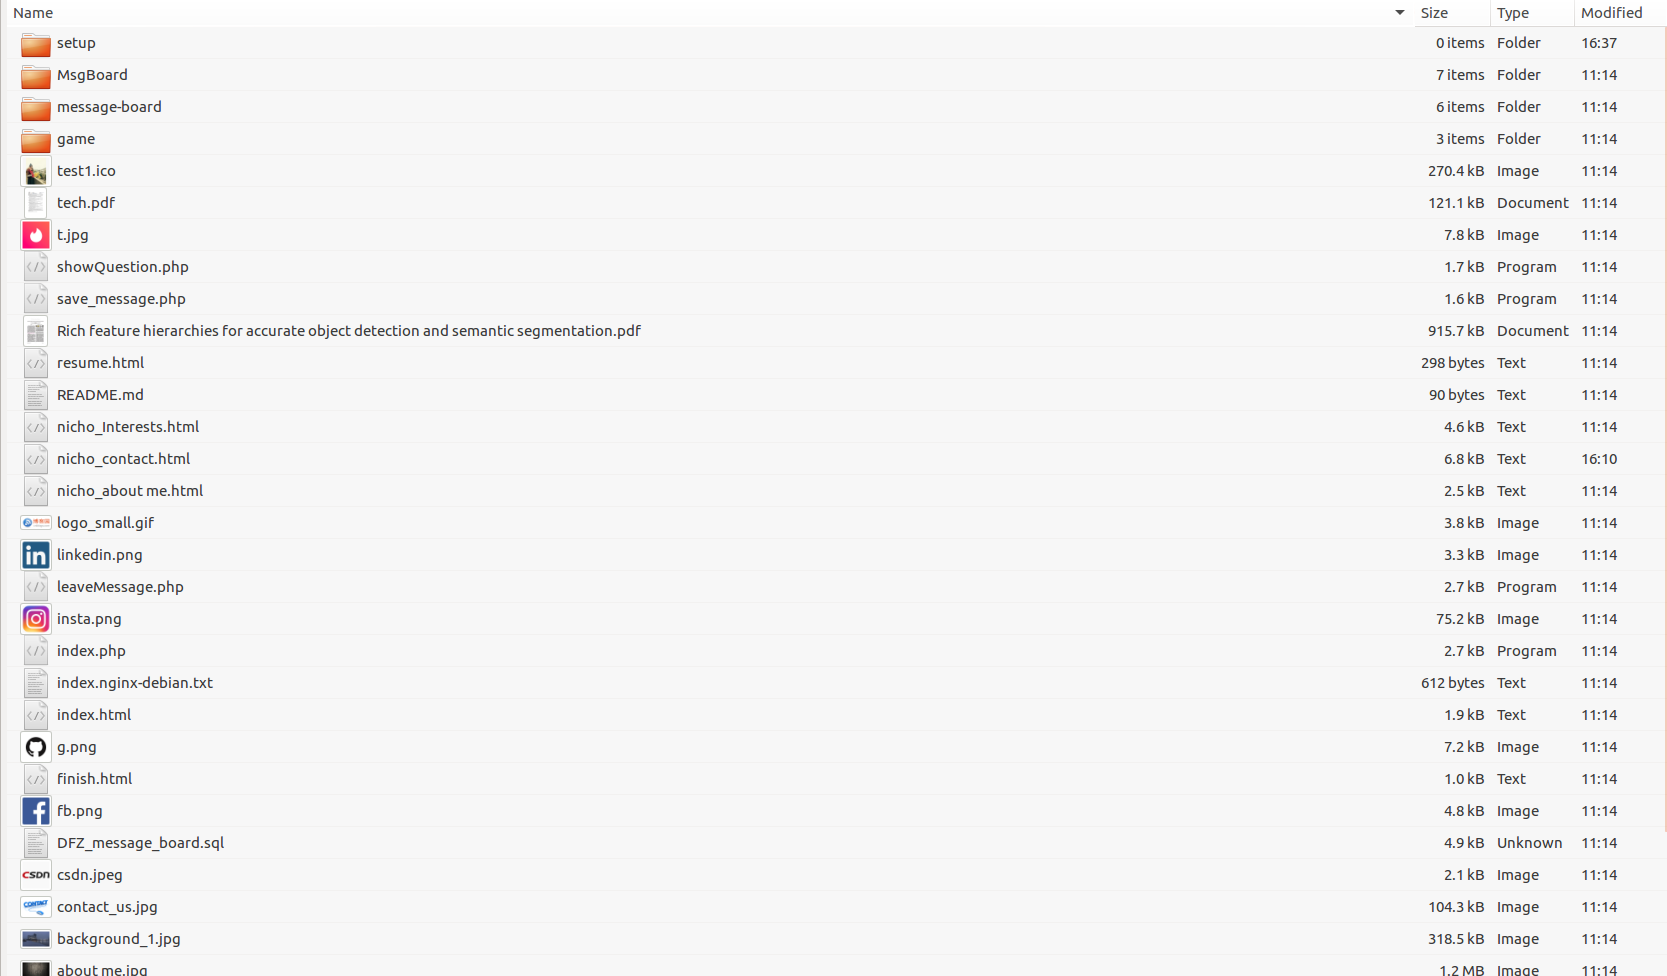 Name Size Type Modified
setup 0 items Folder 16:37
MsgBoard 7 items Folder 11:14
message-board 6 items Folder 11:14
game 3 items Folder 11:14
test1.ico 270.4 kB Image 11:14
tech.pdf 121.1 kB Document 11:14
t.jpg 7.8 kB Image 11:14
showQuestion.php 1.7 kB Program 11:14
save_message.php 1.6 kB Program 11:14
Rich feature hierarchies for accurate object detection and semantic segmentation.pdf 915.7 kB Document 11:14
resume.html 298 bytes Text 11:14
README.md 90 bytes Text 11:14
nicho_Interests.html 4.6 kB Text 11:14
nicho_contact.html 6.8 kB Text 16:10
nicho_about me.html 2.5 kB Text 11:14
logo_small.gif 3.8 kB Image 11:14
in linkedin.png 3.3 kB Image 11:14
leaveMessage.php 2.7 kB Program 11:14
insta.png 75.2 kB Image 11:14
index.php 2.7 kB Program 11:14
index.nginx-debian.txt 612 bytes Text 11:14
index.html 1.9 kB Text 11:14
g.png 7.2 kB Image 11:14
finish.html 1.0 kB Text 11:14
f fb.png 4.8 kB Image 11:14
DFZ_message_board.sql 4.9 kB Unknown 11:14
CSDN csdn.jpeg 2.1 kB Image 11:14
CONTACT contact_us.jpg 104.3 kB Image 11:14
background_1.jpg 318.5 kB Image 11:14
about me.jpg 1.2 MB Image 11:14